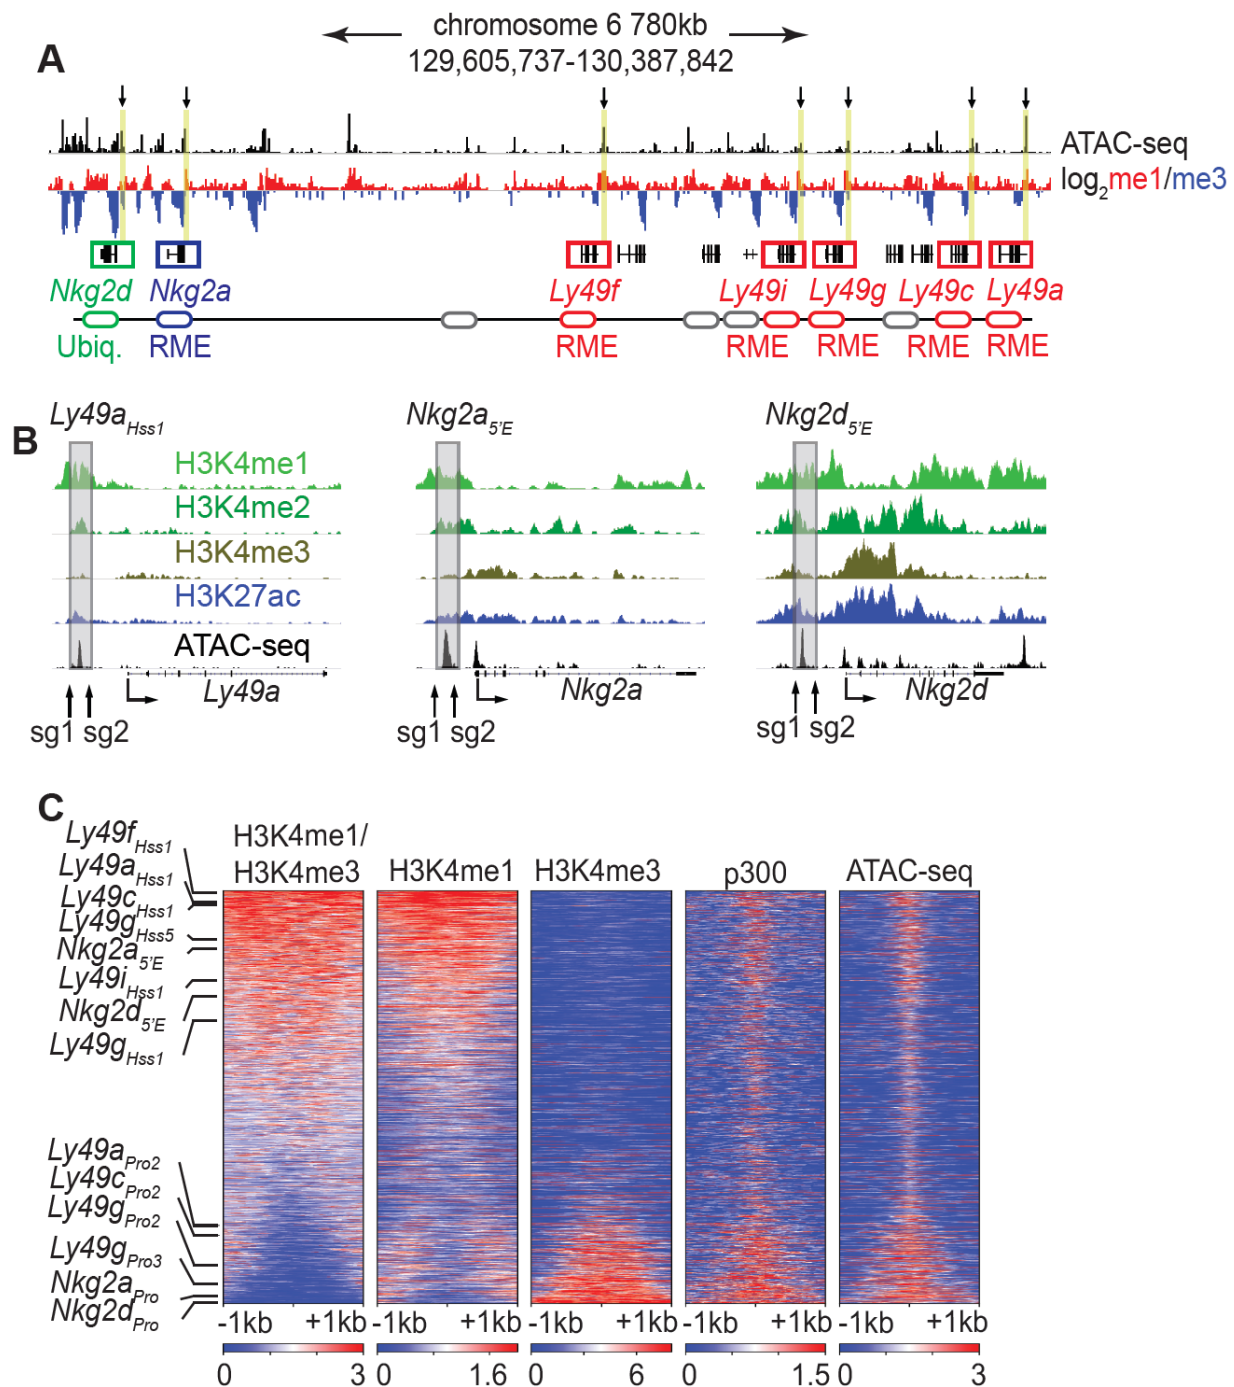 chromosome 6 780kb
129,605,737-130,387,842
A
ATAC-seq
log2me1/me3
Nkg2d Nkg2a Ly49f Ly49i Ly49g Ly49c Ly49a
Ubiq. RME RME RME RME RME RME
B
Ly49aHss1 Nkg2a5'E Nkg2d5'E
H3K4me1
H3K4me2
H3K4me3
H3K27ac
ATAC-seq
Ly49a Nkg2a Nkg2d
sg1 sg2 sg1 sg2 sg1 sg2
C
H3K4me1/
H3K4me3 H3K4me1 H3K4me3 p300 ATAC-seq
Ly49fHss1
Ly49aHss1
Ly49cHss1
Ly49gHss5
Nkg2a5'E
Ly49iHss1
Nkg2d5'E
Ly49gHss1
Ly49aPro2
Ly49cPro2
Ly49gPro2
Ly49gPro3
Nkg2aPro
Nkg2dPro
-1kb +1kb -1kb +1kb -1kb +1kb -1kb +1kb -1kb +1kb
0 3 0 1.6 0 6 0 1.5 0 3